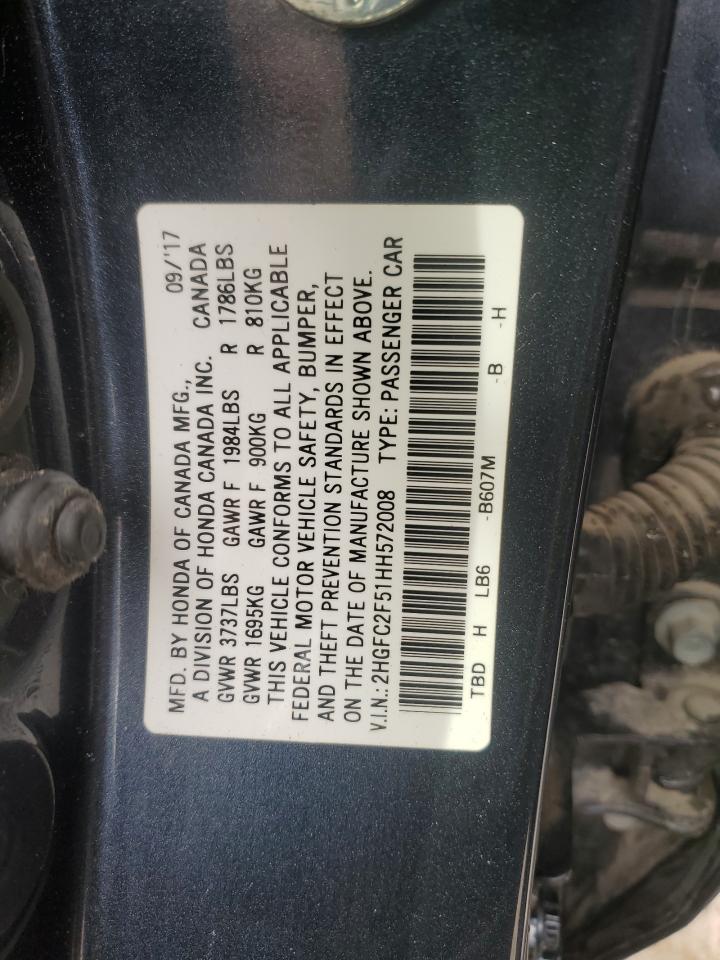 MFD. BY HONDA OF CANADA MFG., 09/'17
A DIVISION OF HONDA CANADA INC. CANADA
GVWR 3737LBS GAWR F 1984LBS R 1786LBS
GVWR 1695KG GAWR F 900KG R 810KG
THIS VEHICLE CONFORMS TO ALL APPLICABLE
FEDERAL MOTOR VEHICLE SAFETY, BUMPER,
AND THEFT PREVENTION STANDARDS IN EFFECT
ON THE DATE OF MANUFACTURE SHOWN ABOVE.
V.I.N.: 2HGFC2F51HH572008 TYPE: PASSENGER CAR
TBD H LB6 -B607M -B -H